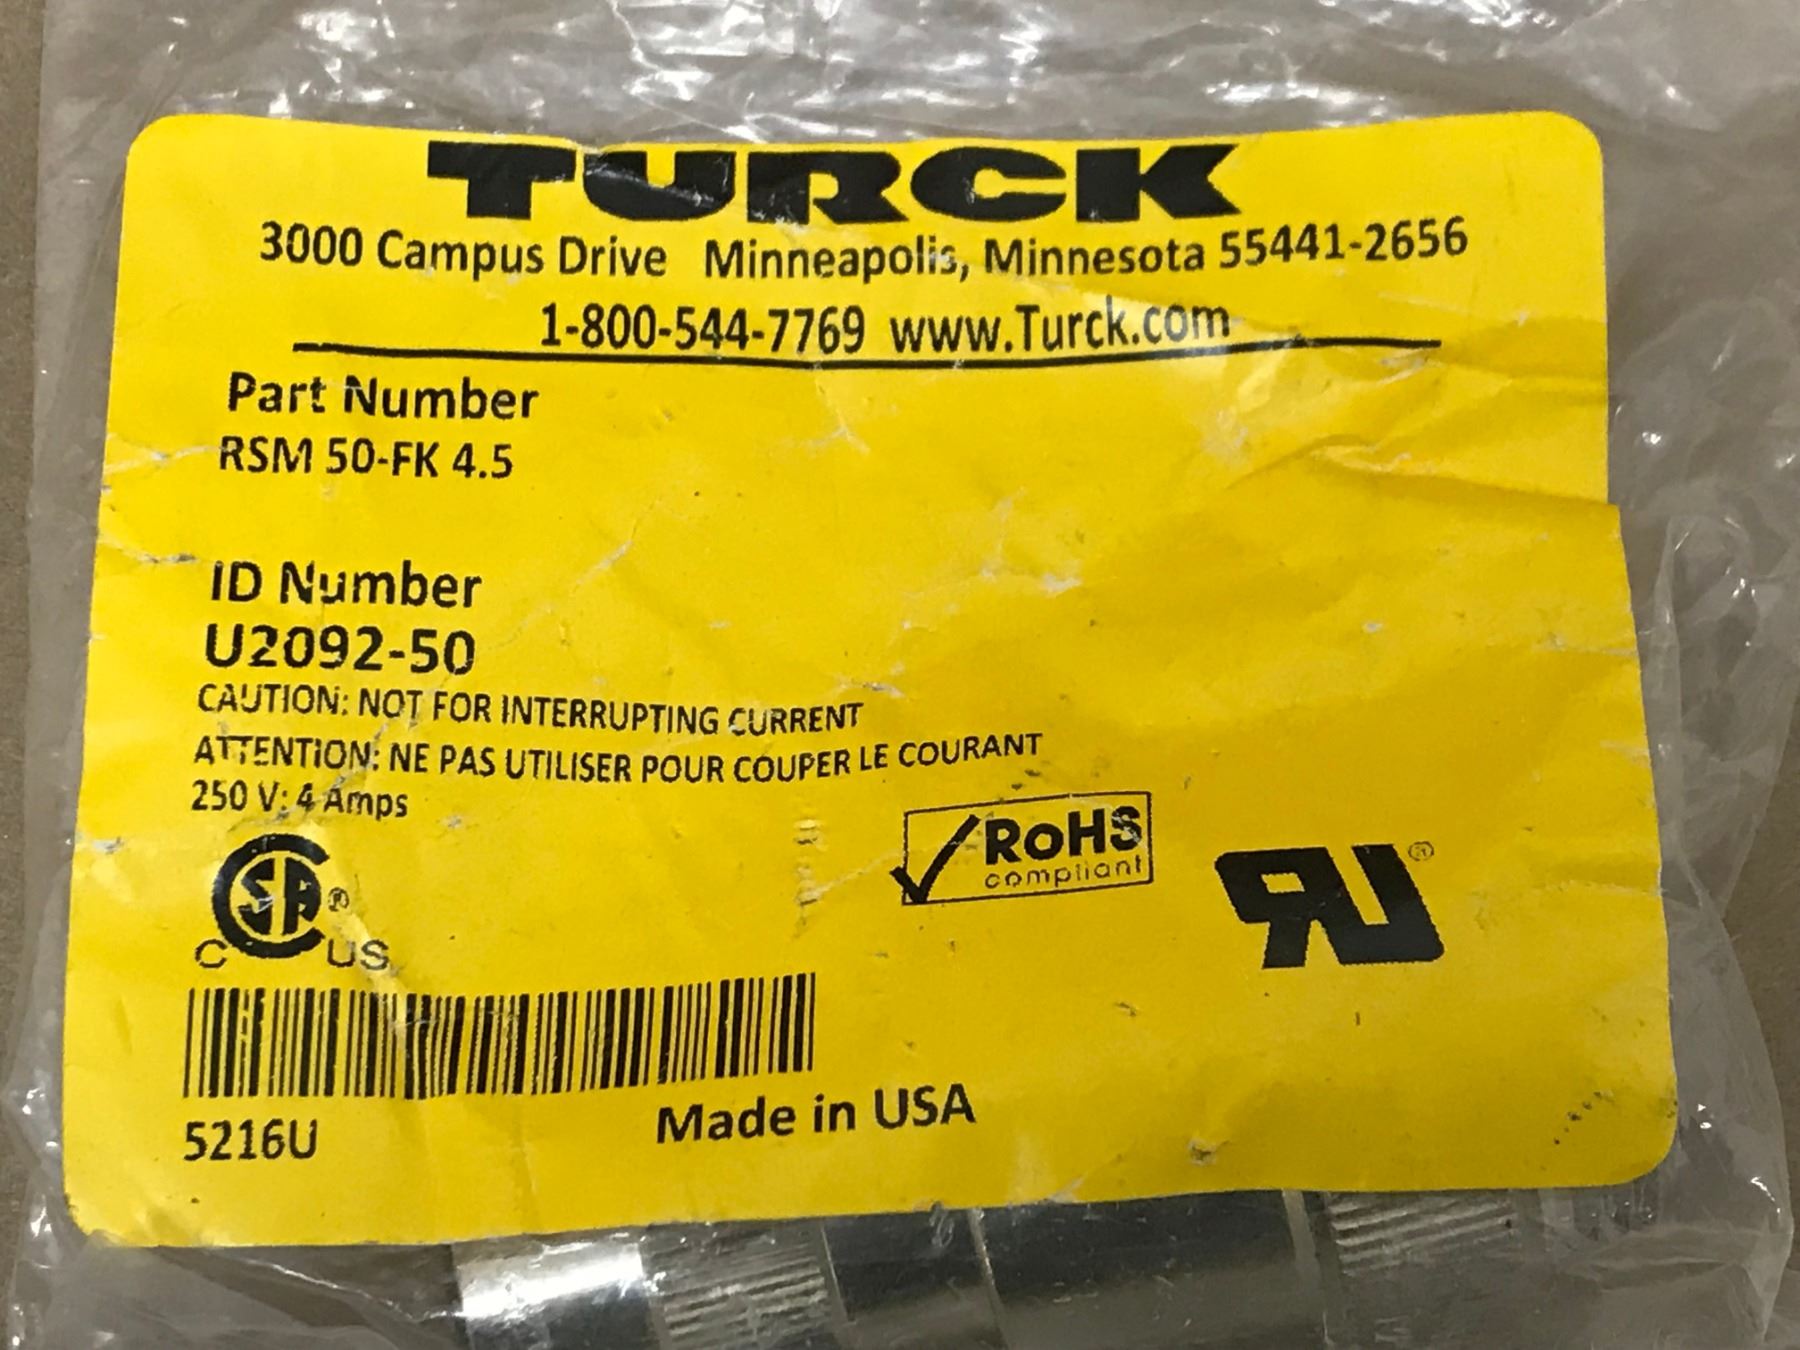 TURCK
3000 Campus Drive Minneapolis, Minnesota 55441-2656
1-800-544-7769 www.Turck.com
Part Number
RSM 50-FK 4.5
ID Number
U2092-50
CAUTION: NOT FOR INTERRUPTING CURRENT
ATTENTION: NE PAS UTILISER POUR COUPER LE COURANT
250 V: 4 Amps
RoHS
compliant
RU ®
C SA ®
C US
5216U
Made in USA